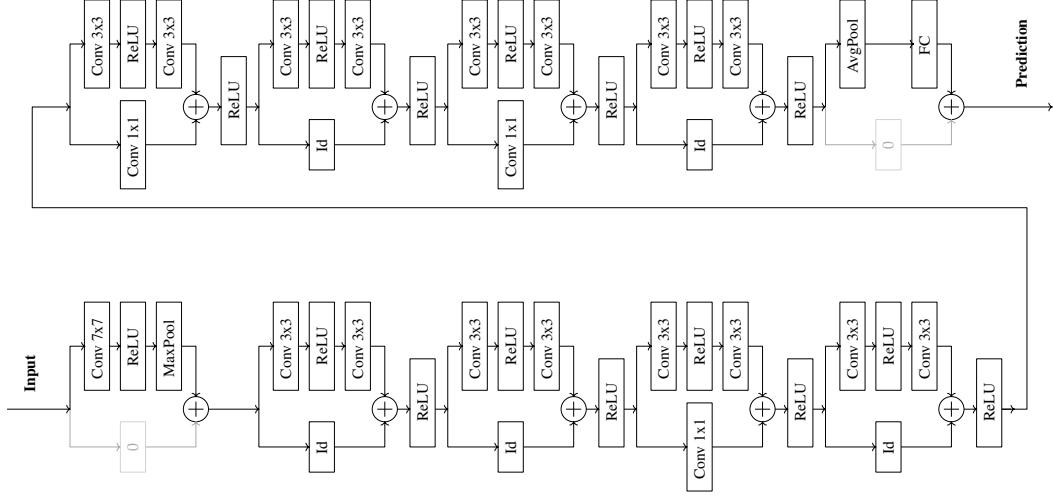 Input
Conv 7x7
ReLU
MaxPool
0
Conv 3x3
ReLU
Conv 3x3
Id
ReLU
Conv 3x3
ReLU
Conv 3x3
Id
ReLU
Conv 3x3
ReLU
Conv 3x3
Conv 1x1
ReLU
Conv 3x3
ReLU
Conv 3x3
Id
ReLU
Conv 3x3
ReLU
Conv 3x3
Conv 1x1
ReLU
Conv 3x3
ReLU
Conv 3x3
Id
ReLU
Conv 3x3
ReLU
Conv 3x3
Conv 1x1
ReLU
Conv 3x3
ReLU
Conv 3x3
Id
ReLU
AvgPool
FC
0
Prediction